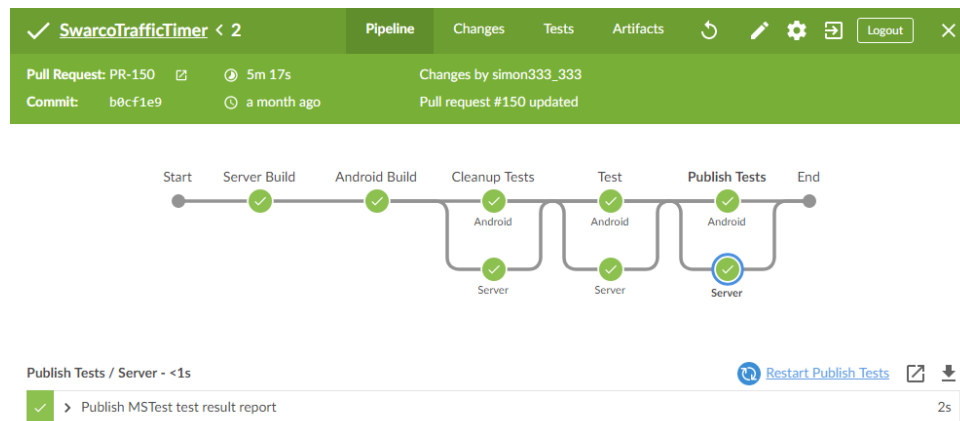 SwarcoTrafficTimer < 2
Pipeline
Changes
Tests
Artifacts
Logout
Pull Request: PR-150
5m 17s
Changes by simon333_333
Commit: b0cf1e9
a month ago
Pull request #150 updated
Start
Server Build
Android Build
Cleanup Tests
Test
Publish Tests
End
Android
Android
Android
Server
Server
Server
Publish Tests / Server - <1s
Restart Publish Tests
Publish MSTest test result report
2s